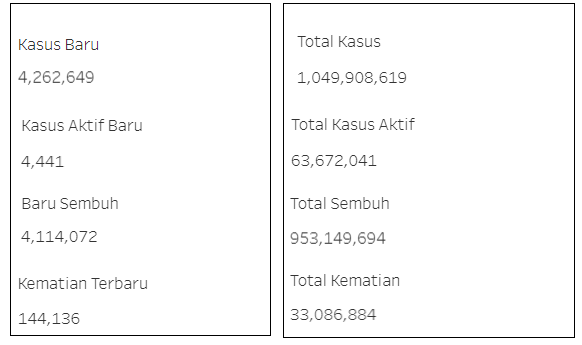 Kasus Baru
4,262,649
Kasus Aktif Baru
4,441
Baru Sembuh
4,114,072
Kematian Terbaru
144,136
Total Kasus
1,049,908,619
Total Kasus Aktif
63,672,041
Total Sembuh
953,149,694
Total Kematian
33,086,884